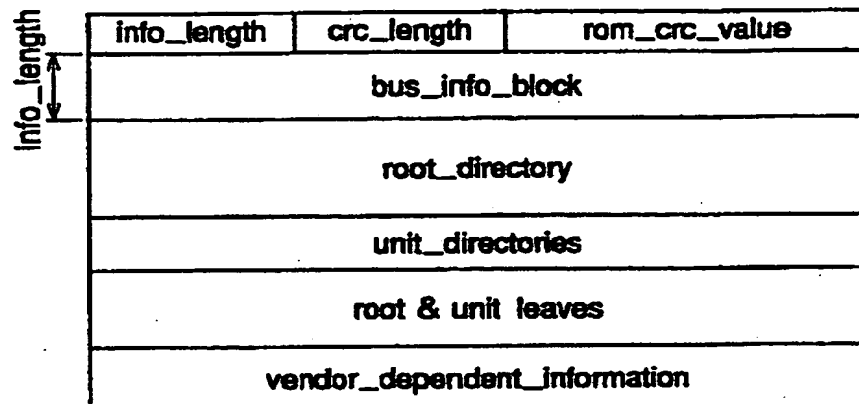 info_length crc_length rom_crc_value
info_length
bus_info_block
root_directory
unit_directories
root & unit leaves
vendor_dependent_information